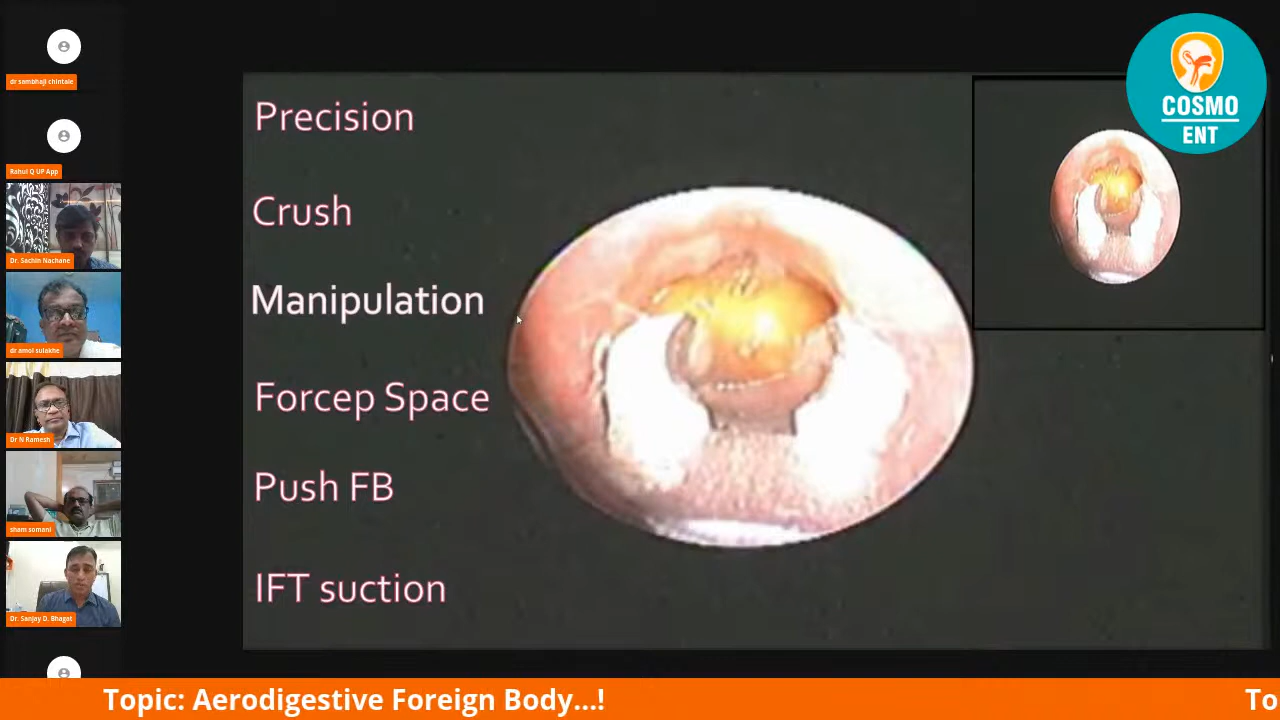 dr sambhaji chintale
Rahul Q UP App
Dr. Sachin Nachane
dr amol sulakhe
Dr N Ramesh
sham somani
Dr. Sanjay D. Bhagat
Precision
Crush
Manipulation
Forcep Space
Push FB
IFT suction
COSMO
ENT
Topic: Aerodigestive Foreign Body...!
To